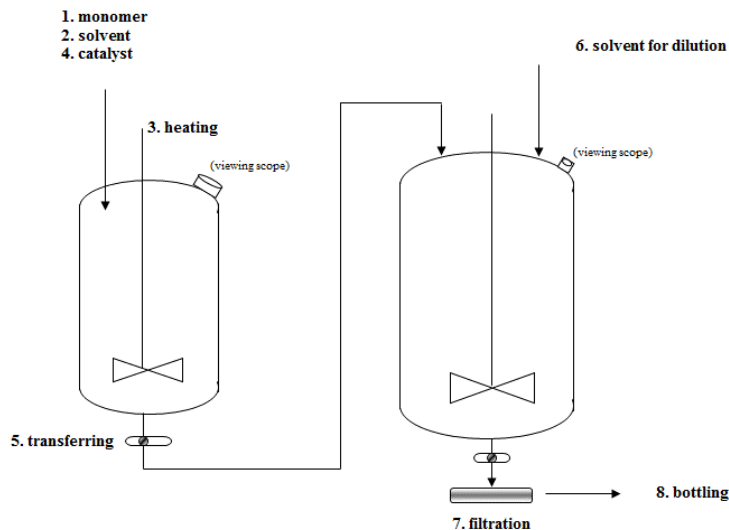 1. monomer
2. solvent
4. catalyst
6. solvent for dilution
3. heating
(viewing scope)
(viewing scope)
5. transferring
8. bottling
7. filtration